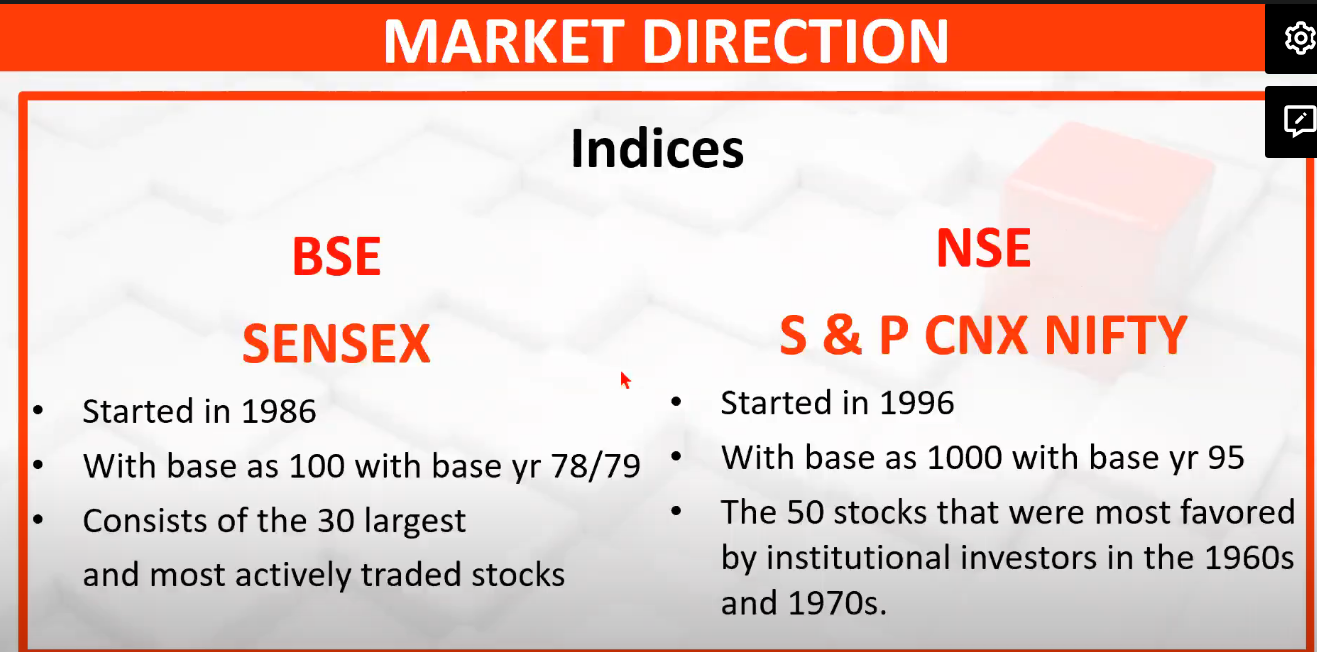 MARKET DIRECTION
Indices
BSE
SENSEX
• Started in 1986
• With base as 100 with base yr 78/79
• Consists of the 30 largest
and most actively traded stocks
NSE
S & P CNX NIFTY
• Started in 1996
• With base as 1000 with base yr 95
• The 50 stocks that were most favored
by institutional investors in the 1960s
and 1970s.